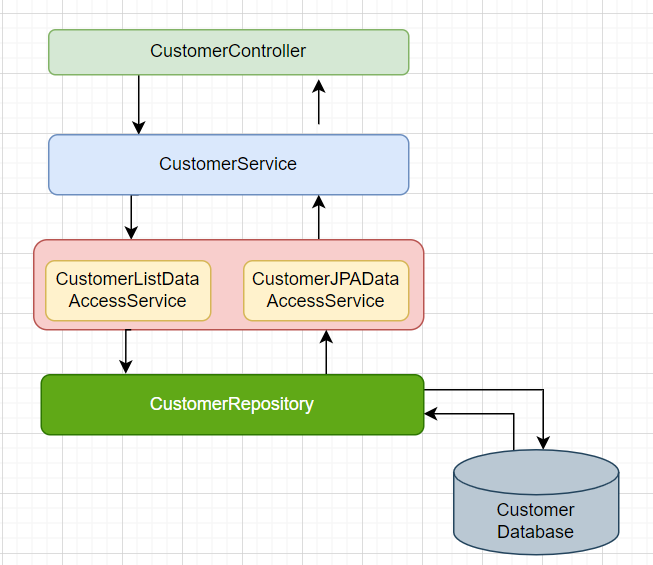 CustomerController
CustomerService
CustomerListData
AccessService
CustomerJPAData
AccessService
CustomerRepository
Customer
Database